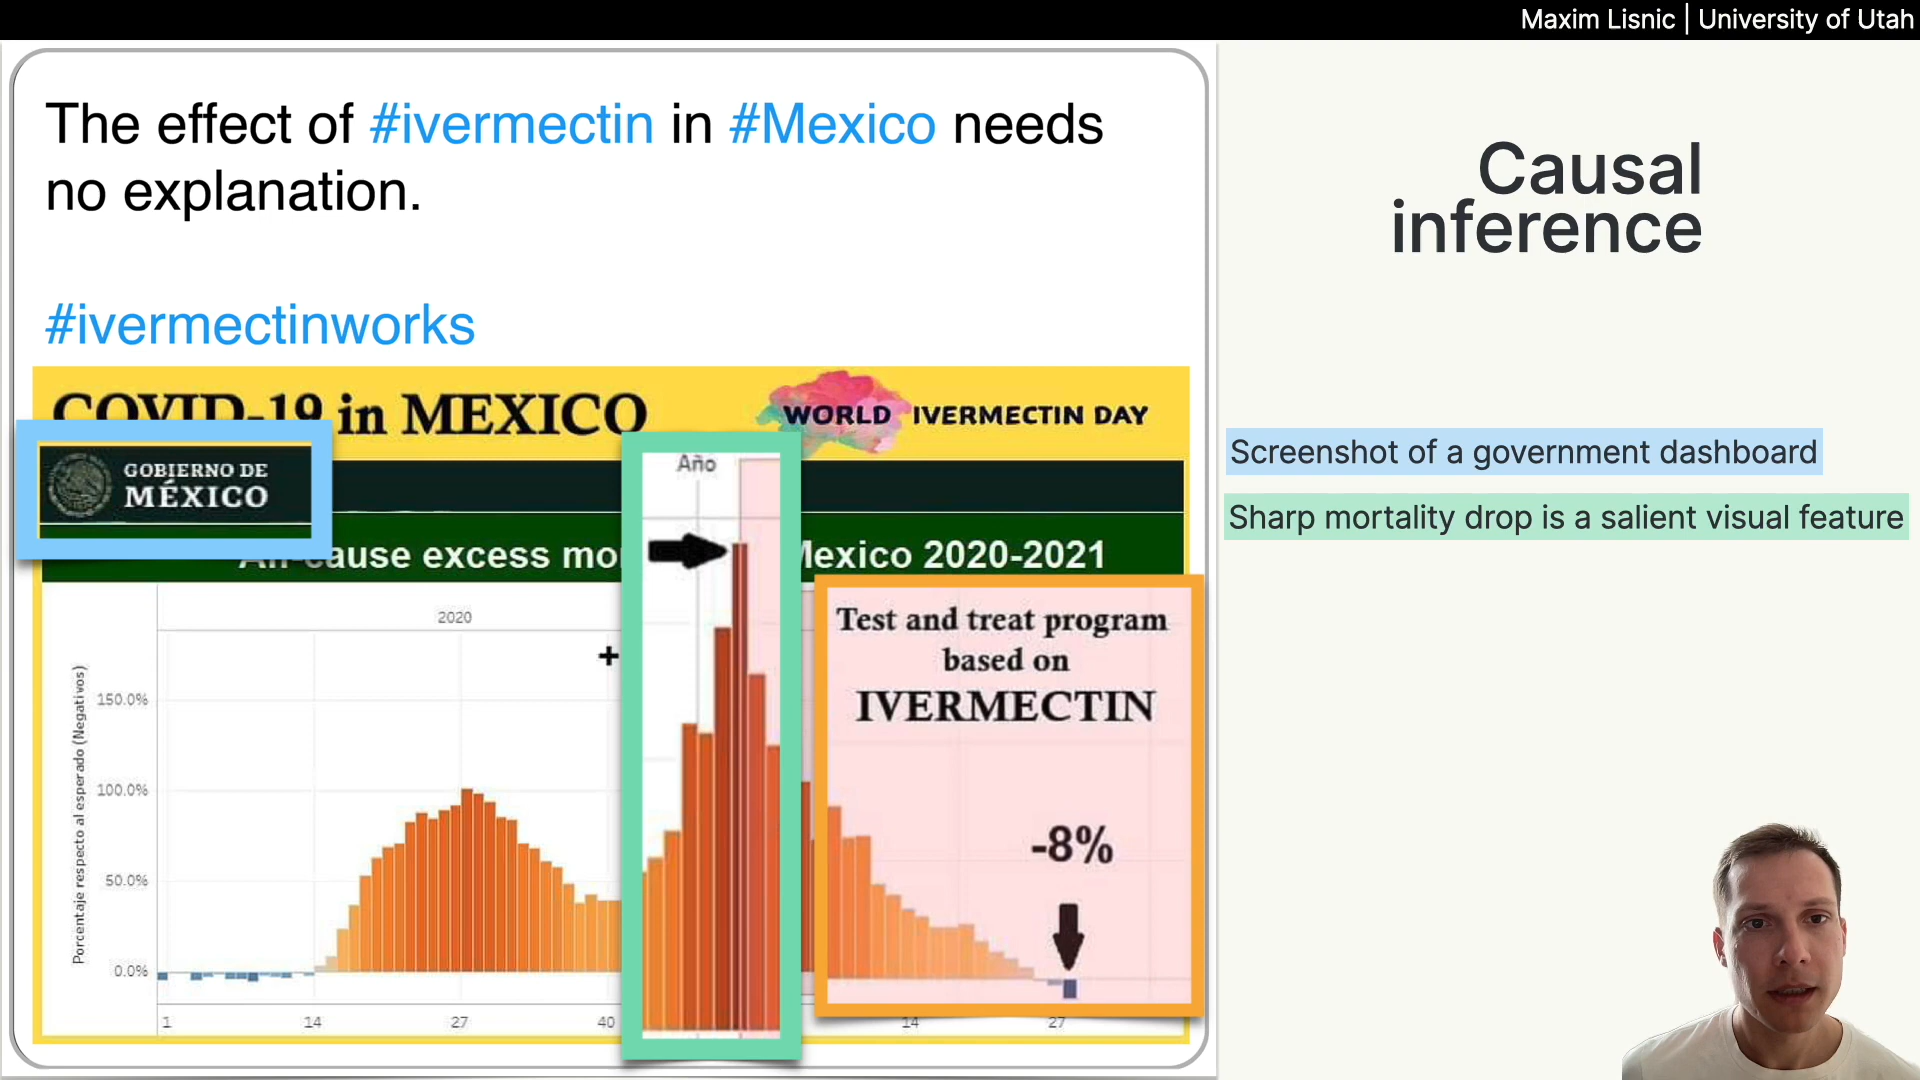 Maxim Lisnic | University of Utah
The effect of #ivermectin in #Mexico needs
no explanation.
#ivermectinworks
COVID-19 in MEXICO
WORLD IVERMECTIN DAY
GOBIERNO DE
MÉXICO
All-cause excess mo
Mexico 2020-2021
Año
2020
+
Test and treat program
based on
IVERMECTIN
-8%
Porcentaje respecto al esperado (Negativos)
150.0%
100.0%
50.0%
0.0%
1 14 27 40 14 27
Causal
inference
Screenshot of a government dashboard
Sharp mortality drop is a salient visual feature